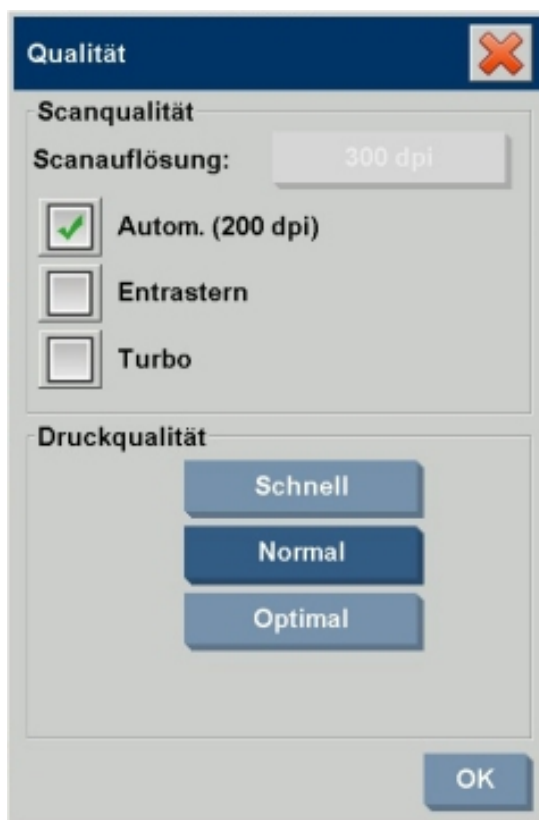 Qualität
Scanqualität
Scanauflösung: 300 dpi
Autom. (200 dpi)
Entrastern
Turbo
Druckqualität
Schnell
Normal
Optimal
OK